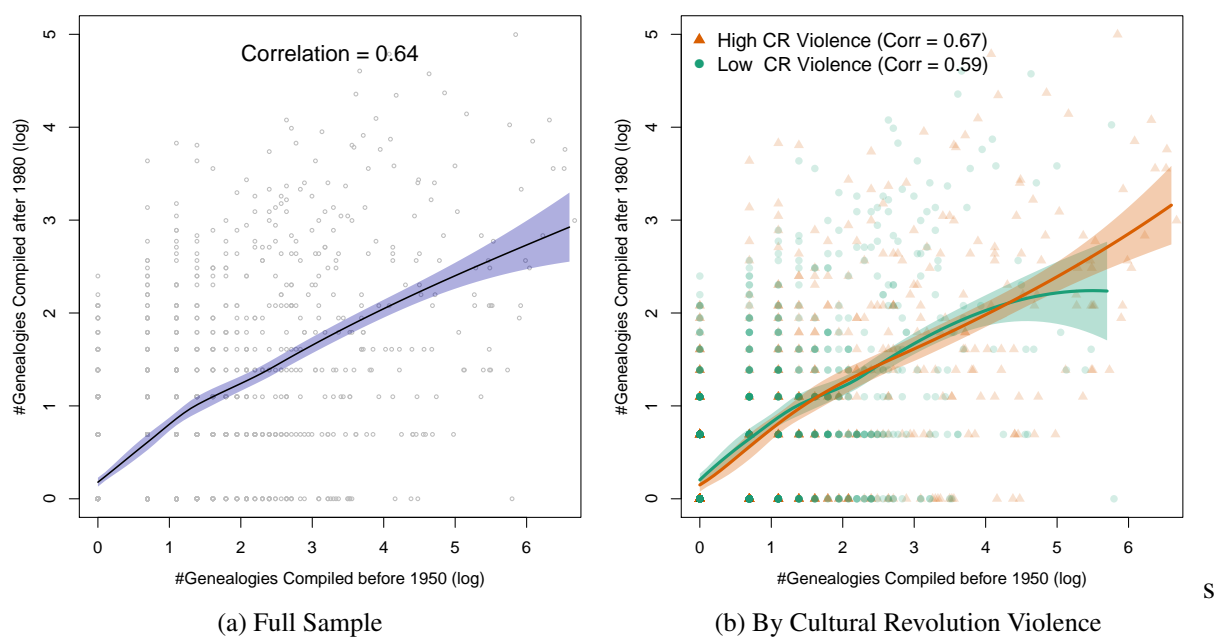 Correlation = 0.64
#Genealogies Compiled after 1980 (log)
5
4
3
2
1
0
0 1 2 3 4 5 6
#Genealogies Compiled before 1950 (log)
(a) Full Sample
High CR Violence (Corr = 0.67)
Low CR Violence (Corr = 0.59)
#Genealogies Compiled after 1980 (log)
5
4
3
2
1
0
0 1 2 3 4 5 6
#Genealogies Compiled before 1950 (log)
s
(b) By Cultural Revolution Violence